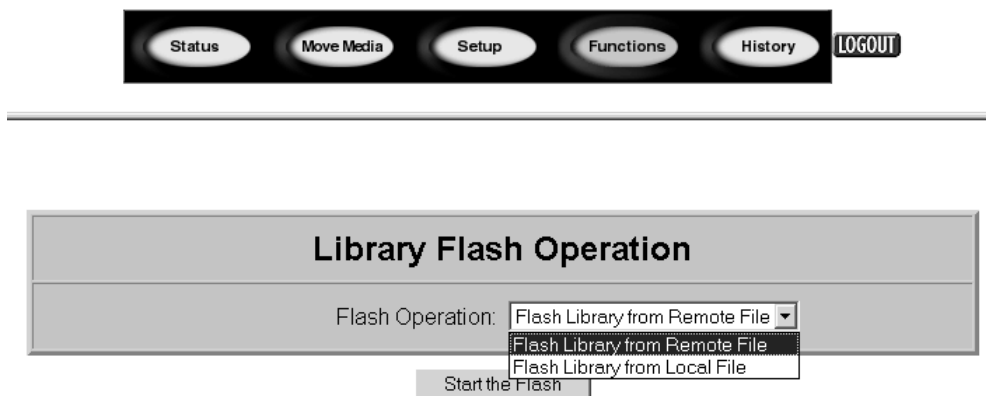 Status Move Media Setup Functions History LOGOUT
Library Flash Operation
Flash Operation: Flash Library from Remote File
Flash Library from Remote File
Flash Library from Local File
Start the Flash